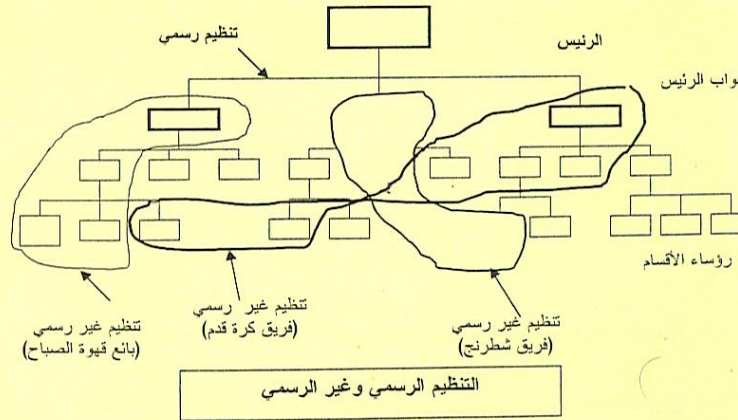 تنظيم رسمي
الرئيس
نواب الرئيس
رؤساء الأقسام
تنظيم غير رسمي
(بائع قهوة الصباح)
تنظيم غير رسمي
(فريق كرة قدم)
تنظيم غير رسمي
(فريق شطرنج)
التنظيم الرسمي وغير الرسمي